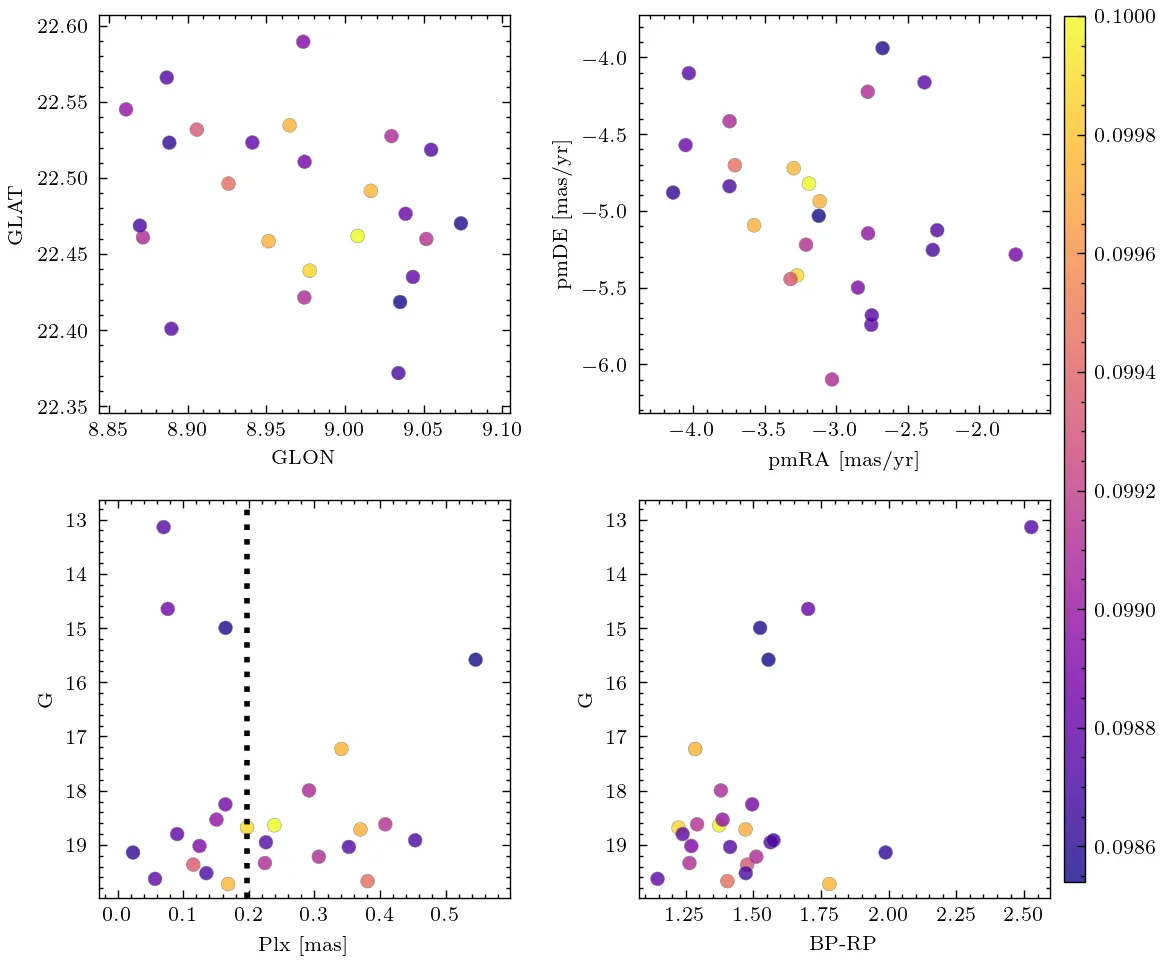 22.60
22.55
22.50
22.45
22.40
22.35
GLAT
8.85 8.90 8.95 9.00 9.05 9.10
GLON
−4.0
−4.5
−5.0
−5.5
−6.0
pmDE [mas/yr]
−4.0 −3.5 −3.0 −2.5 −2.0
pmRA [mas/yr]
13
14
15
16
17
18
19
G
0.0 0.1 0.2 0.3 0.4 0.5
Plx [mas]
13
14
15
16
17
18
19
G
1.25 1.50 1.75 2.00 2.25 2.50
BP-RP
0.1000
0.0998
0.0996
0.0994
0.0992
0.0990
0.0988
0.0986